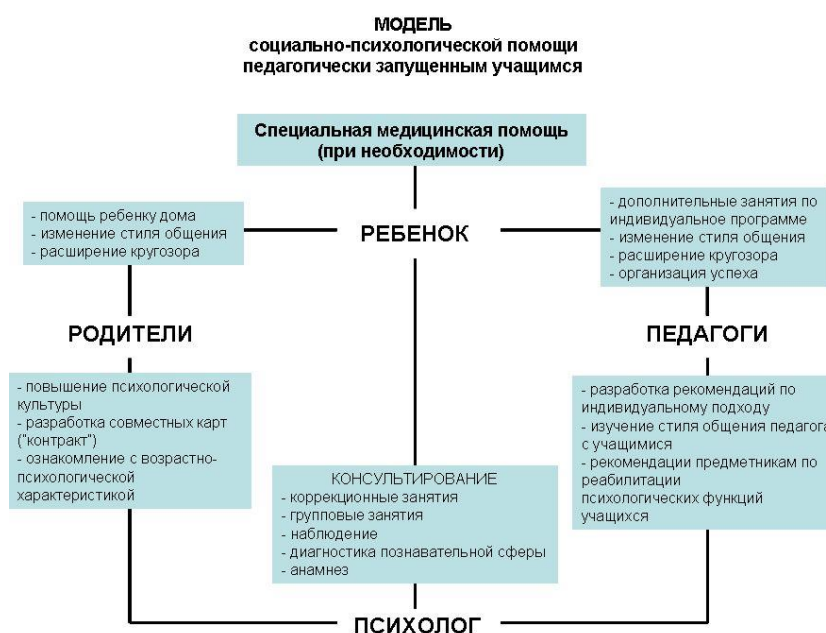 МОДЕЛЬ
социально-психологической помощи
педагогически запущенным учащимся
Специальная медицинская помощь
(при необходимости)
- помощь ребенку дома
- изменение стиля общения
- расширение кругозора
РЕБЕНОК
- дополнительные занятия по
индивидуальное программе
- изменение стиля общения
- расширение кругозора
- организация успеха
РОДИТЕЛИ
ПЕДАГОГИ
- повышение психологической
культуры
- разработка совместных карт
("контракт")
- ознакомление с возрастно-
психологической
характеристикой
КОНСУЛЬТИРОВАНИЕ
- коррекционные занятия
- групповые занятия
- наблюдение
- диагностика познавательной сферы
- анамнез
- разработка рекомендаций по
индивидуальному подходу
- изучение стиля общения педагога
с учащимися
- рекомендации предметникам по
реабилитации
психологических функций
учащихся
ПСИХОЛОГ